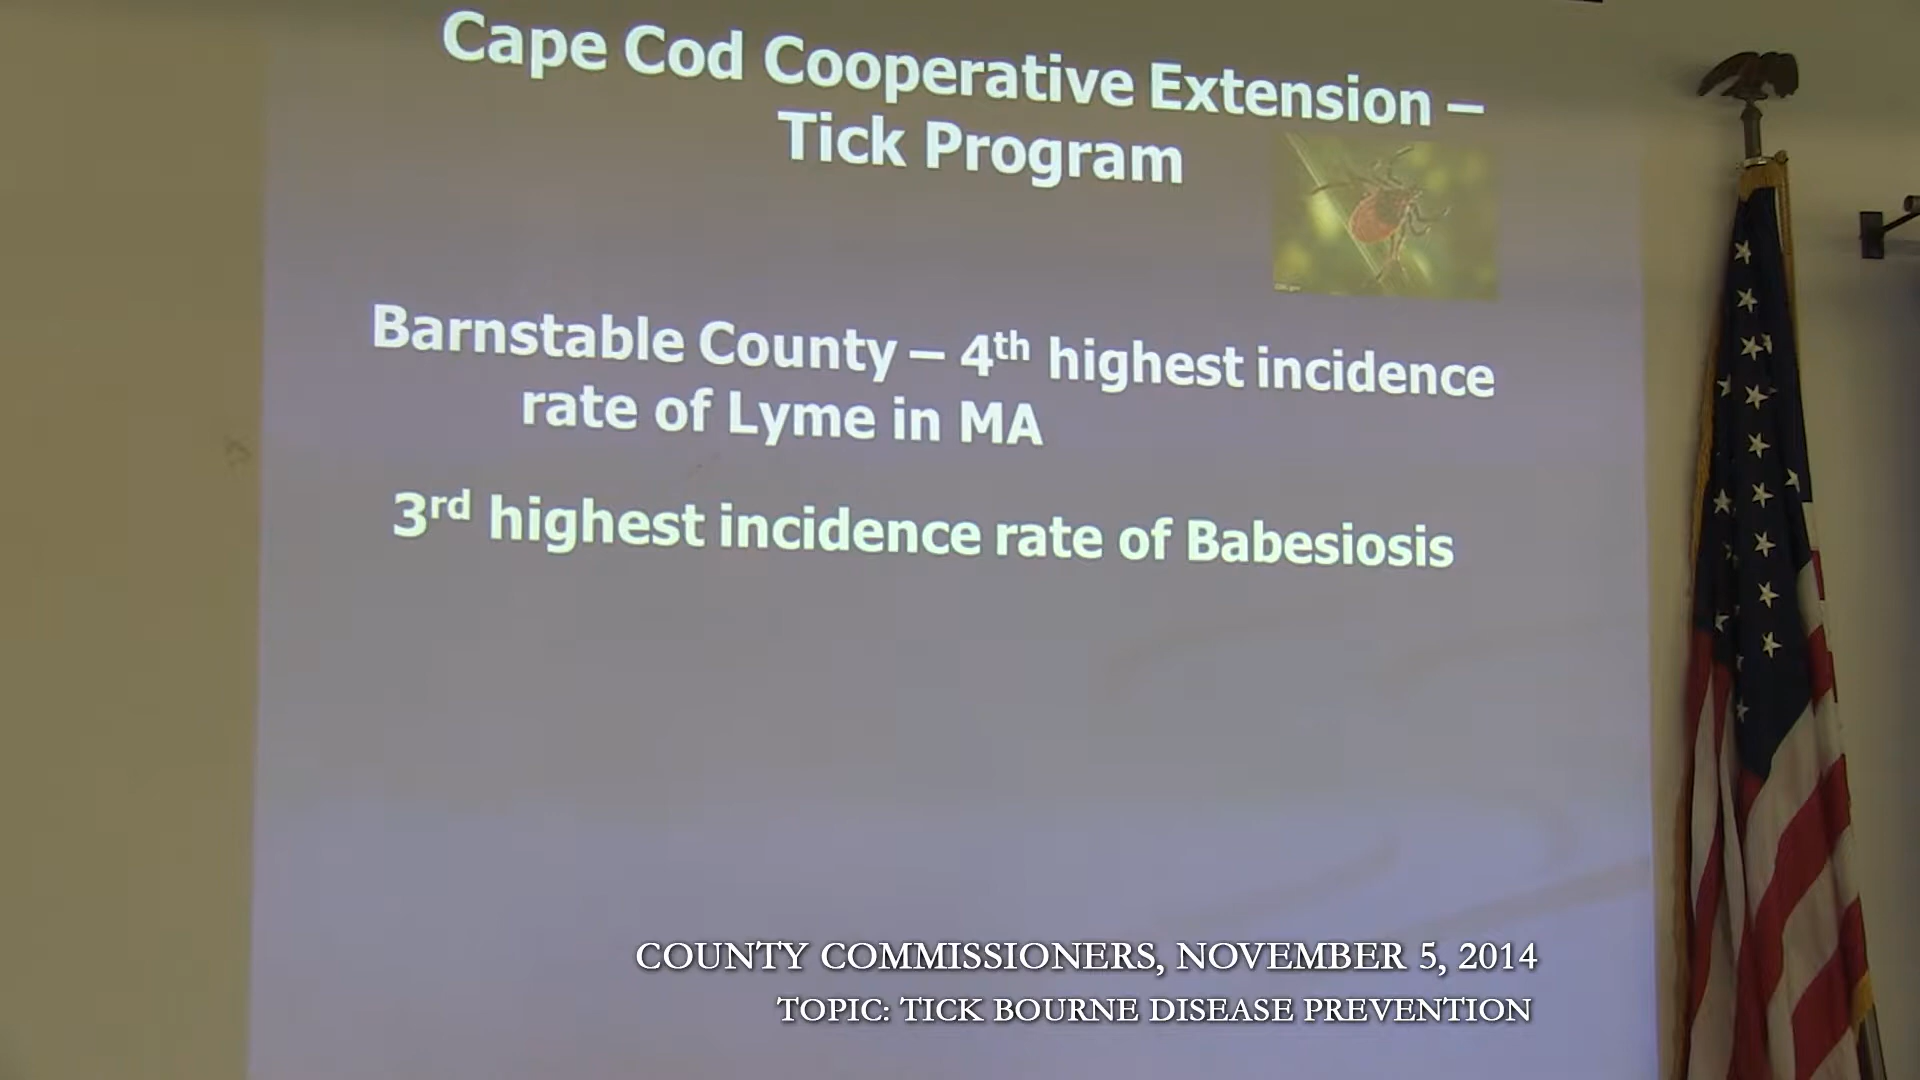 Cape Cod Cooperative Extension –
Tick Program
Barnstable County – 4th highest incidence
rate of Lyme in MA
3rd highest incidence rate of Babesiosis
COUNTY COMMISSIONERS, NOVEMBER 5, 2014
TOPIC: TICK BOURNE DISEASE PREVENTION